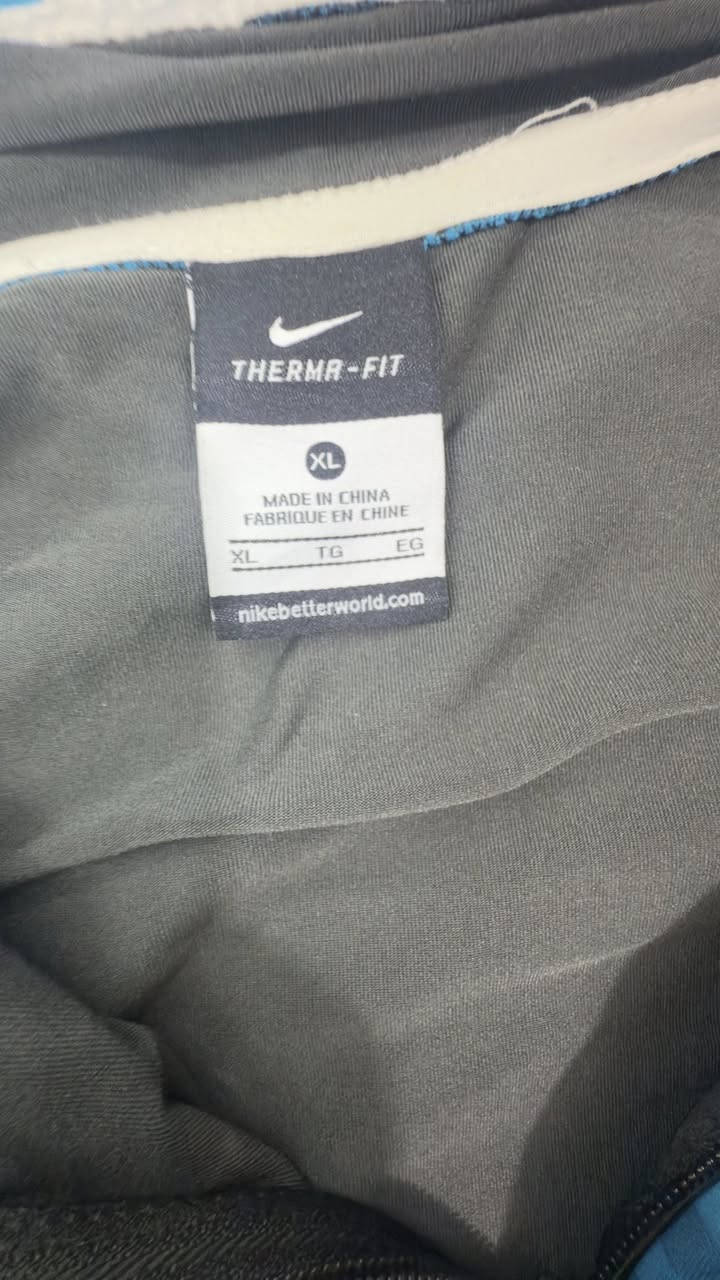 THERMA-FIT
XL
MADE IN CHINA
FABRIQUE EN CHINE
XL TG EG
nikebetterworld.com